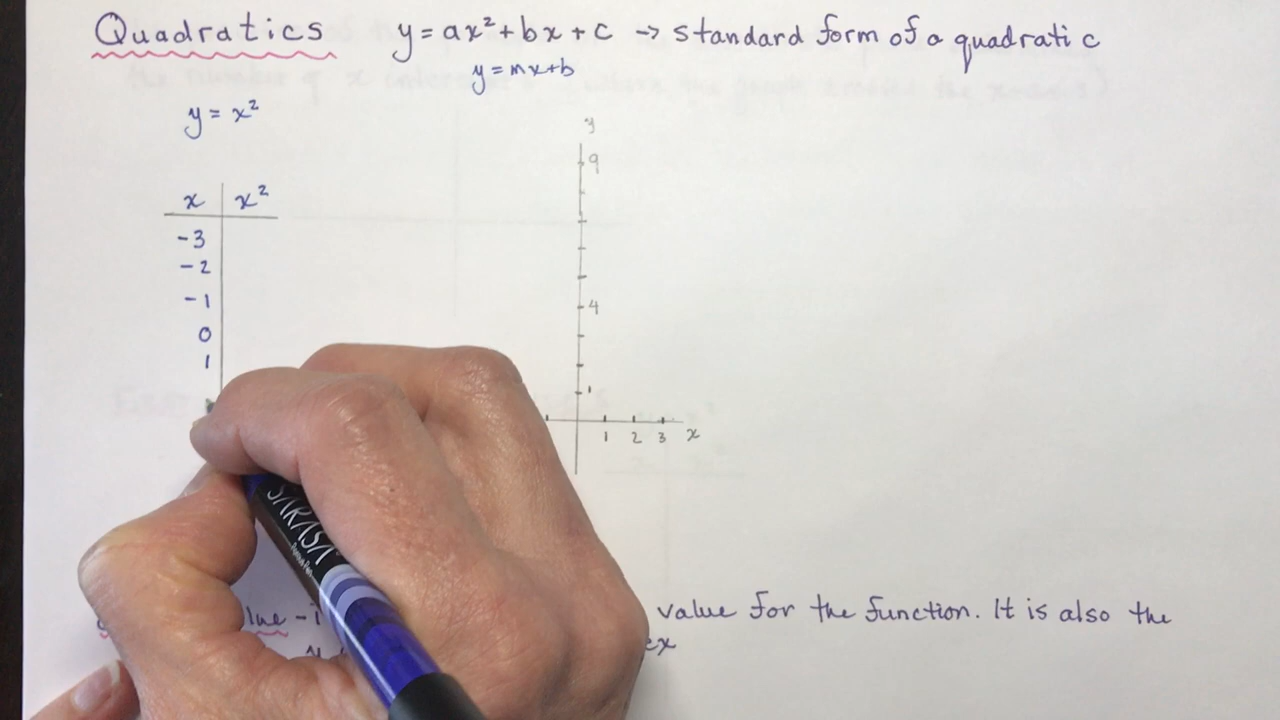 Quadratics y = ax² + bx + c → standard form of a quadratic
y = mx+b
y = x²
x x²
-3
-2
-1
0
1
y
9
4
1
1 2 3 x
SARASA
value for the function. It is also the